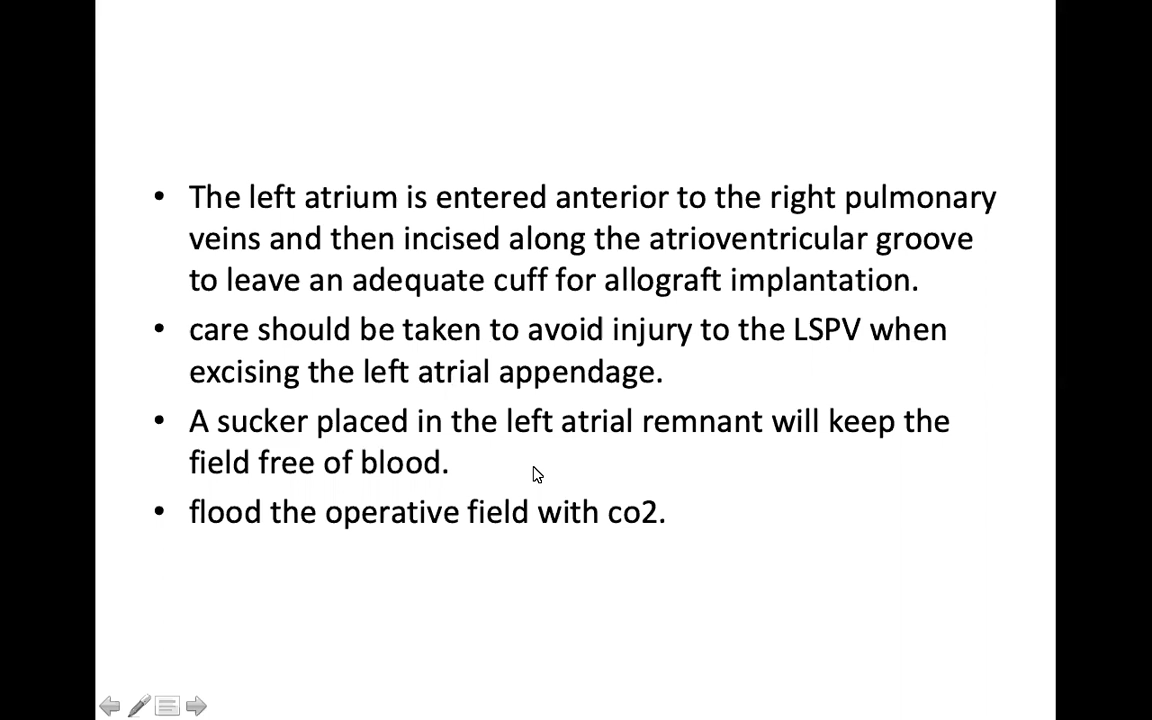 • The left atrium is entered anterior to the right pulmonary
veins and then incised along the atrioventricular groove
to leave an adequate cuff for allograft implantation.
• care should be taken to avoid injury to the LSPV when
excising the left atrial appendage.
• A sucker placed in the left atrial remnant will keep the
field free of blood.
• flood the operative field with co2.